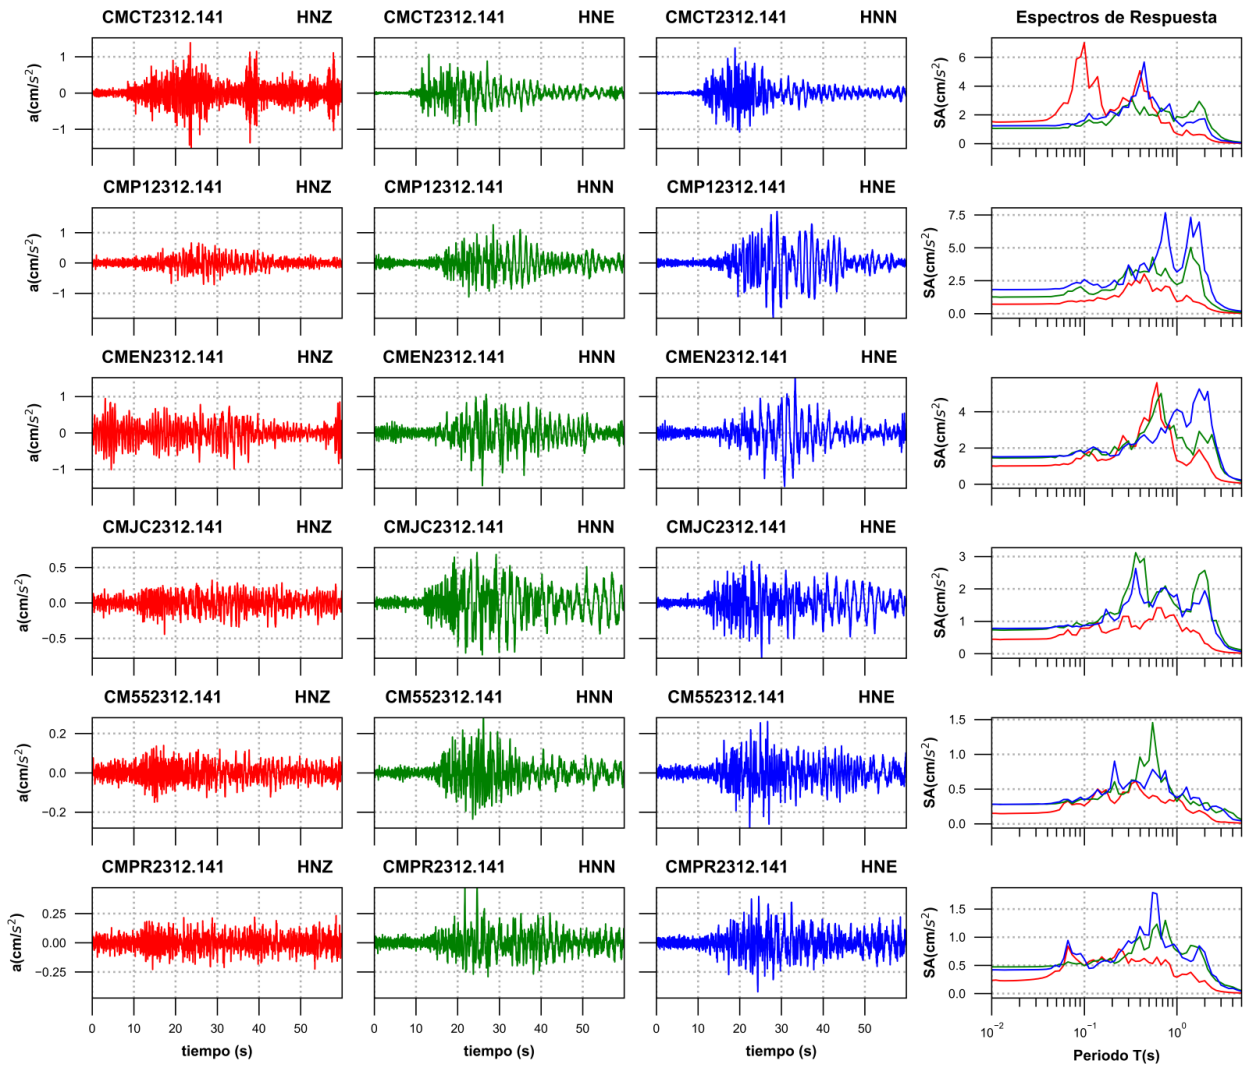 CMCT2312.141 HNZ CMCT2312.141 HNE CMCT2312.141 HNN Espectros de Respuesta
a(cm/s²) 1 0 −1 SA(cm/s²) 6 4 2 0
CMP12312.141 HNZ CMP12312.141 HNN CMP12312.141 HNE
a(cm/s²) 1 0 −1 SA(cm/s²) 7.5 5.0 2.5 0.0
CMEN2312.141 HNZ CMEN2312.141 HNN CMEN2312.141 HNE
a(cm/s²) 1 0 −1 SA(cm/s²) 4 2 0
CMJC2312.141 HNZ CMJC2312.141 HNN CMJC2312.141 HNE
a(cm/s²) 0.5 0.0 −0.5 SA(cm/s²) 3 2 1 0
CM552312.141 HNZ CM552312.141 HNN CM552312.141 HNE
a(cm/s²) 0.2 0.0 −0.2 SA(cm/s²) 1.5 1.0 0.5 0.0
CMPR2312.141 HNZ CMPR2312.141 HNN CMPR2312.141 HNE
a(cm/s²) 0.25 0.00 −0.25 SA(cm/s²) 1.5 1.0 0.5 0.0
0 10 20 30 40 50 0 10 20 30 40 50 0 10 20 30 40 50 10⁻² 10⁻¹ 10⁰
tiempo (s) tiempo (s) tiempo (s) Periodo T(s)